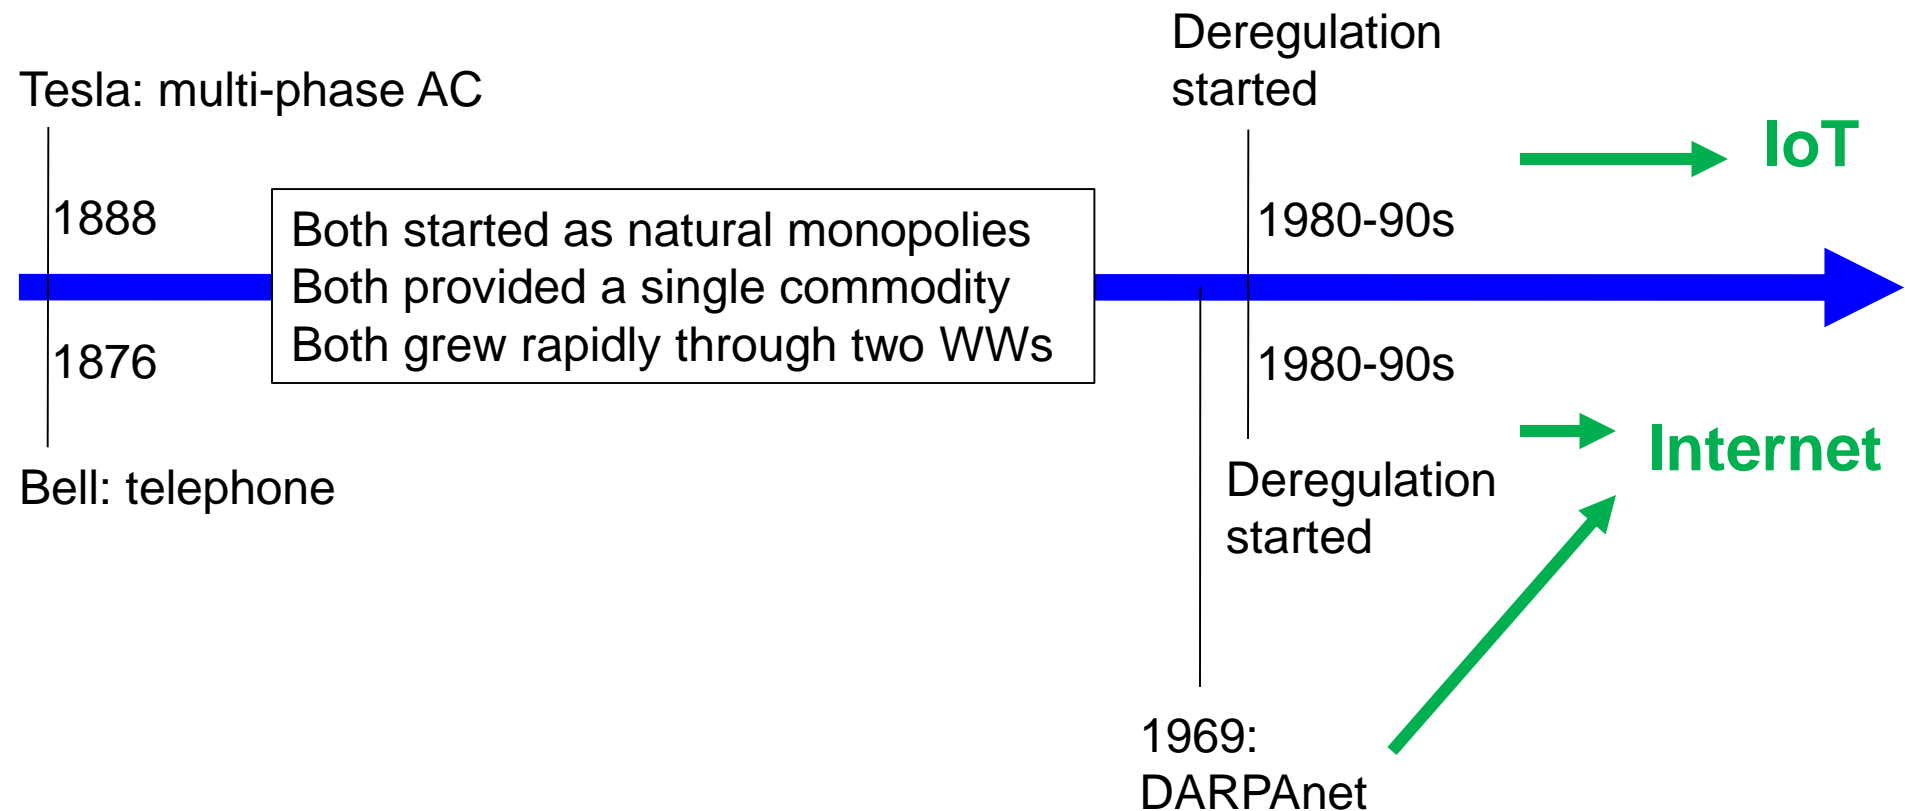 Tesla: multi-phase AC
1888
Both started as natural monopolies
Both provided a single commodity
Both grew rapidly through two WWs
1876
Bell: telephone
Deregulation
started
1980-90s
IoT
1980-90s
Deregulation
started
Internet
1969:
DARPAnet